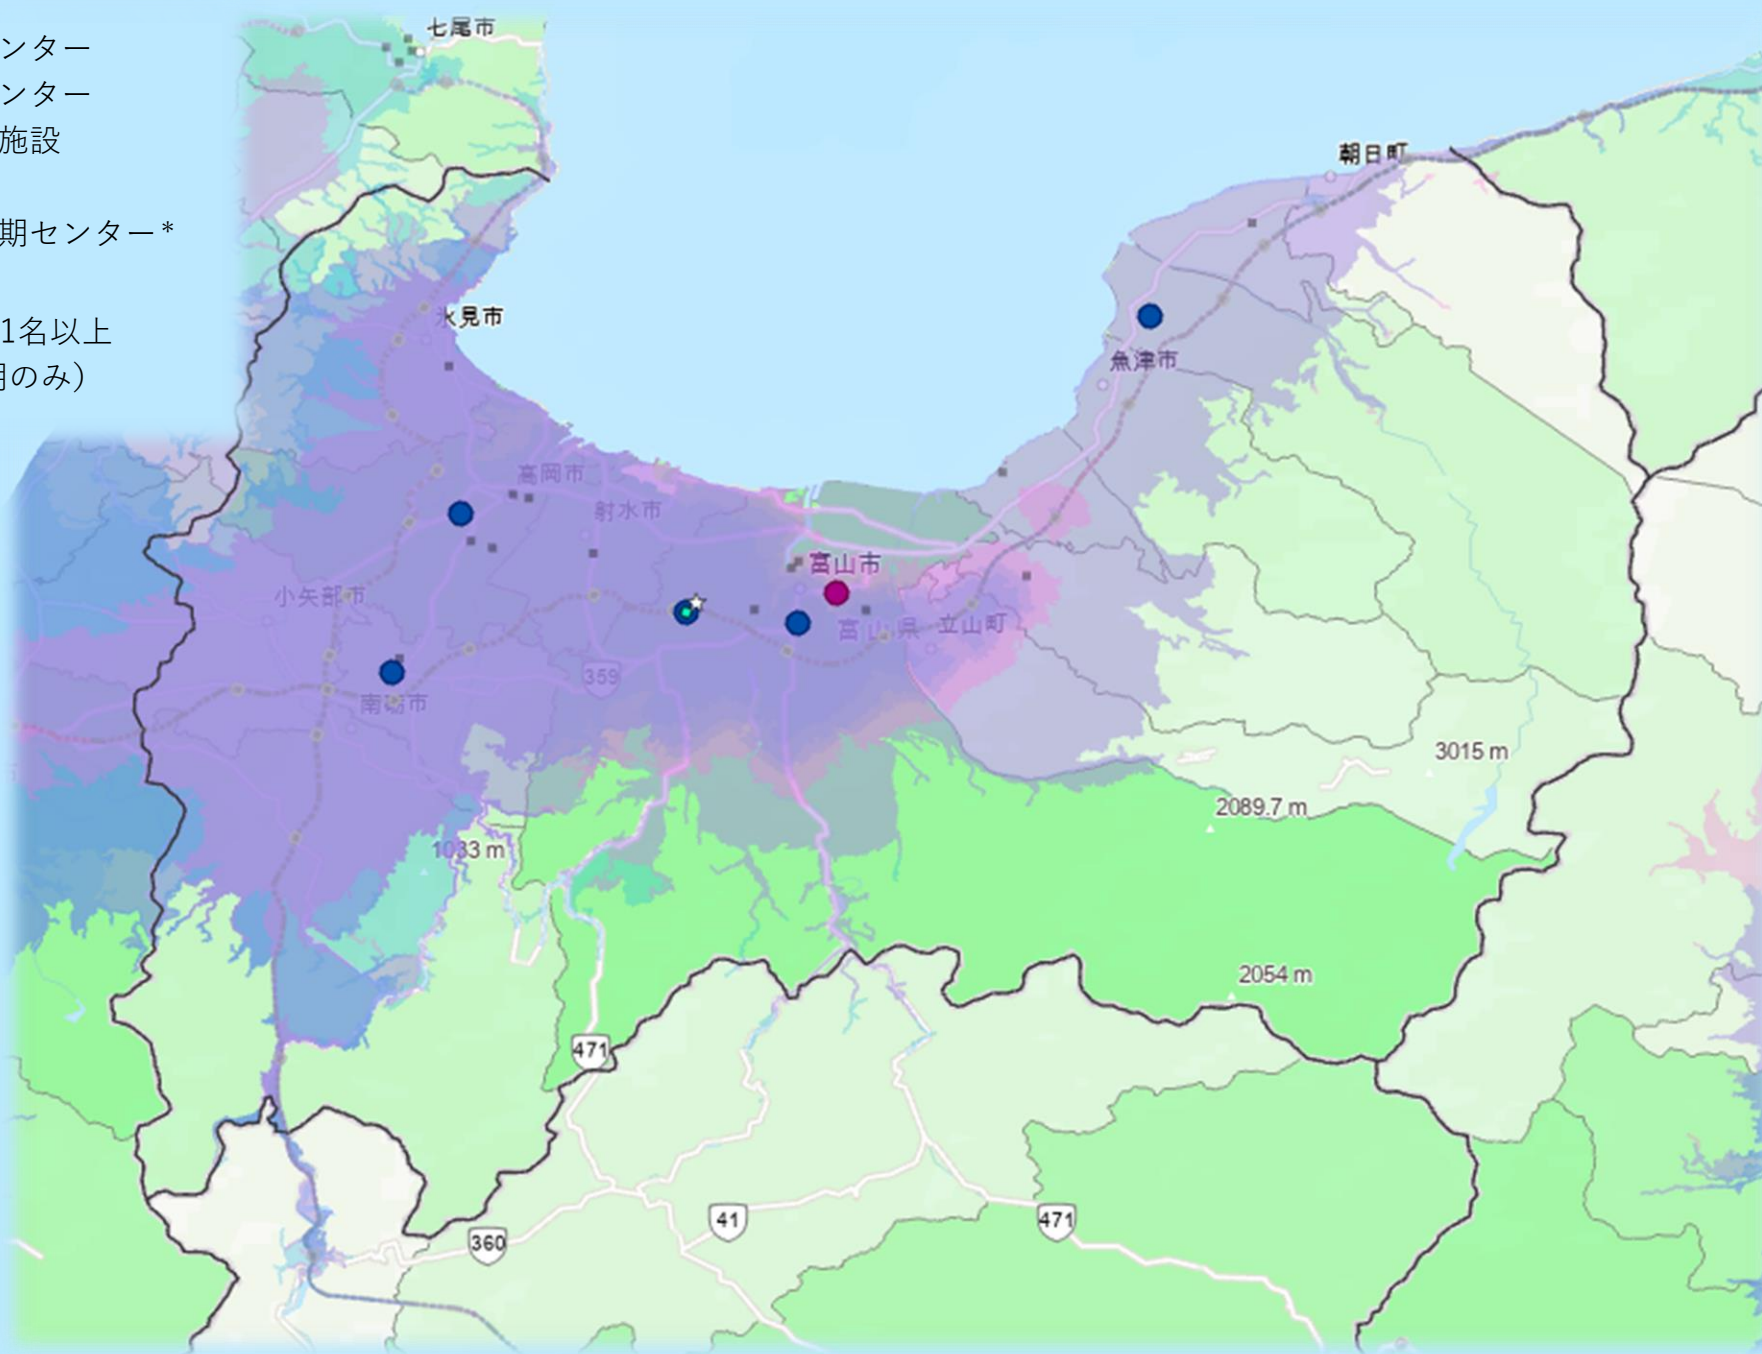 ンター
ンター
施設
期センター*
1名以上
期のみ）
七尾市
朝日町
氷見市
魚津市
高岡市
射水市
富山市
小矢部市
富山県
立山町
359
南砺市
3015 m
2089.7 m
1033 m
2054 m
471
41
471
360